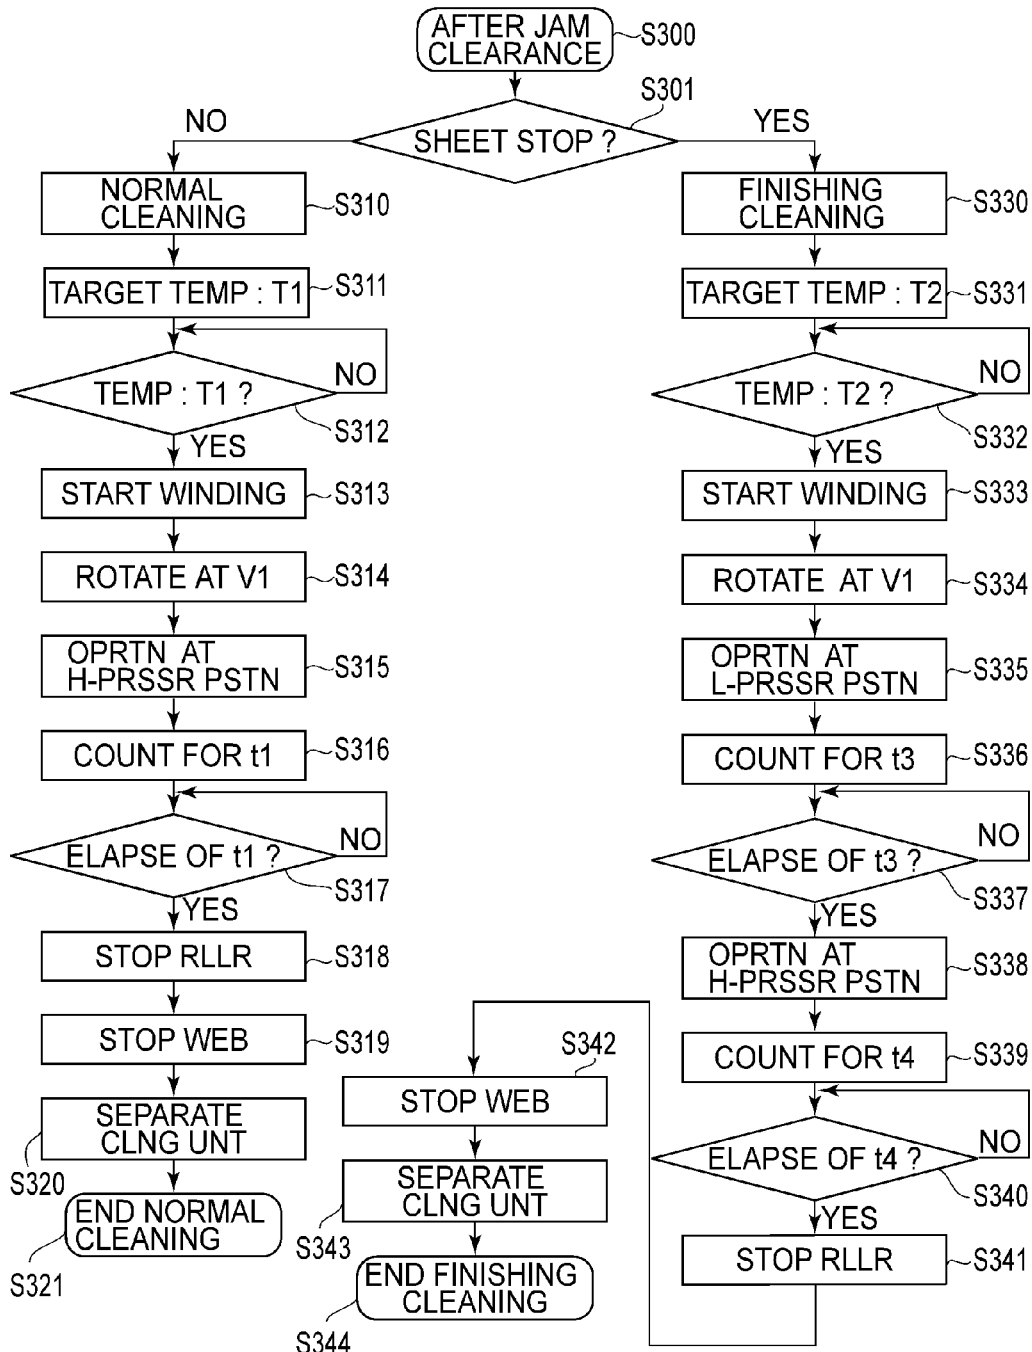 AFTER JAM
CLEARANCE
S300
S301
SHEET STOP ?
NO
YES
NORMAL
CLEANING
S310
TARGET TEMP : T1
S311
TEMP : T1 ?
NO
S312
YES
START WINDING
S313
ROTATE AT V1
S314
OPRTN AT
H-PRSSR PSTN
S315
COUNT FOR t1
S316
ELAPSE OF t1 ?
NO
S317
YES
STOP RLLR
S318
STOP WEB
S319
SEPARATE
CLNG UNT
S320
END NORMAL
CLEANING
S321
FINISHING
CLEANING
S330
TARGET TEMP : T2
S331
TEMP : T2 ?
NO
S332
YES
START WINDING
S333
ROTATE AT V1
S334
OPRTN AT
L-PRSSR PSTN
S335
COUNT FOR t3
S336
ELAPSE OF t3 ?
NO
S337
YES
OPRTN AT
H-PRSSR PSTN
S338
COUNT FOR t4
S339
ELAPSE OF t4 ?
NO
S340
YES
STOP RLLR
S341
S342
STOP WEB
SEPARATE
CLNG UNT
S343
END FINISHING
CLEANING
S344